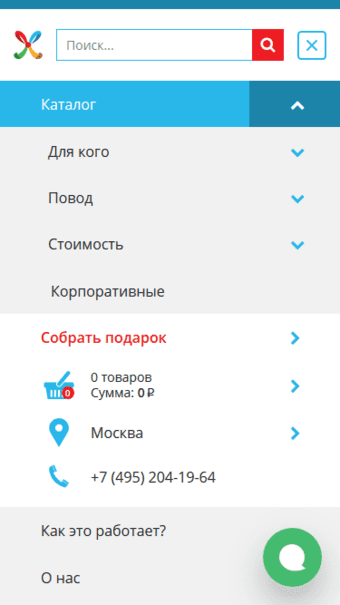 Поиск...
Каталог
Для кого
Повод
Стоимость
Корпоративные
Собрать подарок
0
0 товаров
Сумма: 0 ₽
Москва
+7 (495) 204-19-64
Как это работает?
О нас